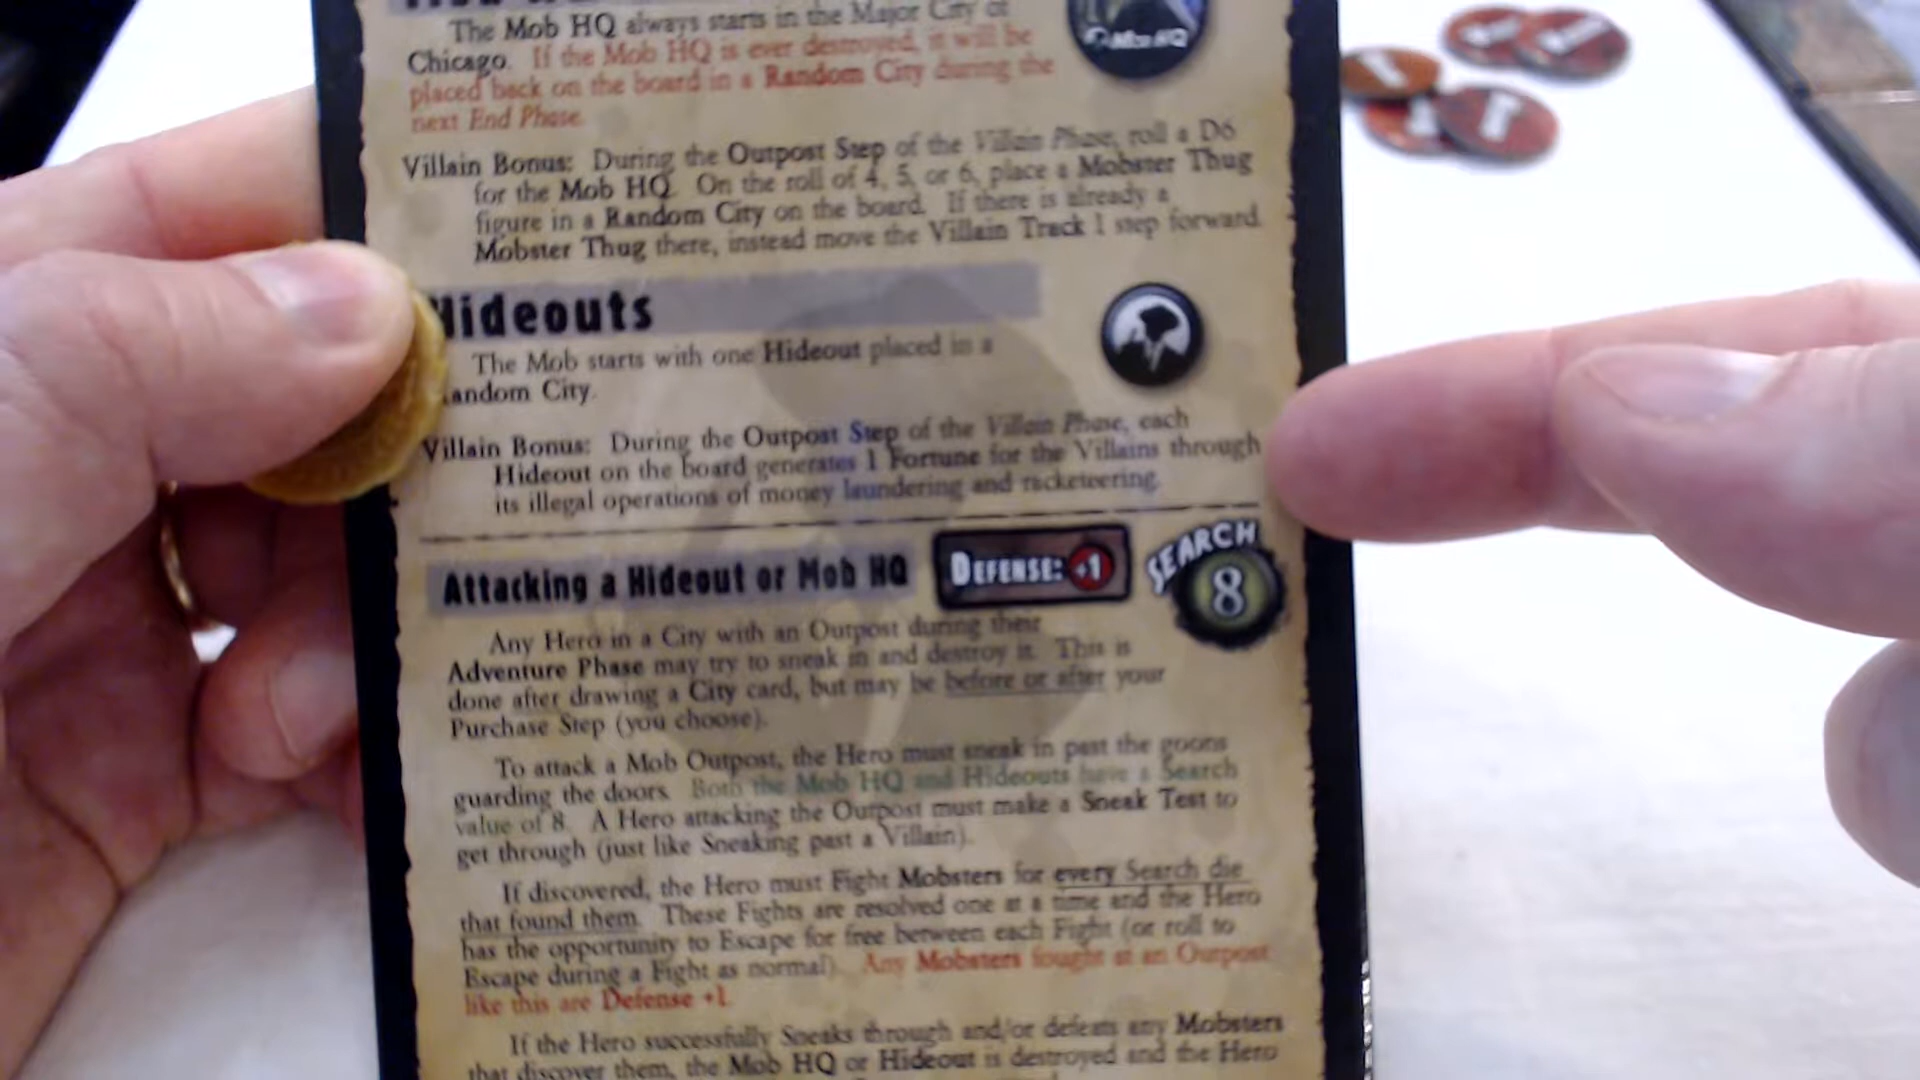 The Mob HQ always starts in the Major City of
Chicago. If the Mob HQ is ever destroyed, it will be
placed back on the board in a Random City during the
next End Phase.
Mob HQ
Villain Bonus: During the Outpost Step of the Villain Phase, roll a D6
for the Mob HQ. On the roll of 4, 5, or 6, place a Mobster Thug
figure in a Random City on the board. If there is already a
Mobster Thug there, instead move the Villain Track 1 step forward.
Hideouts
The Mob starts with one Hideout placed in a
andom City.
Villain Bonus: During the Outpost Step of the Villain Phase, each
Hideout on the board generates 1 Fortune for the Villains through
its illegal operations of money laundering and racketeering.
Attacking a Hideout or Mob HQ
DEFENSE: +1
SEARCH
8
Any Hero in a City with an Outpost during their
Adventure Phase may try to sneak in and destroy it. This is
done after drawing a City card, but may be before or after your
Purchase Step (you choose).
To attack a Mob Outpost, the Hero must sneak in past the goons
guarding the doors. Both the Mob HQ and Hideouts have a Search
value of 8. A Hero attacking the Outpost must make a Sneak Test to
get through (just like Sneaking past a Villain).
If discovered, the Hero must Fight Mobsters for every Search die
that found them. These Fights are resolved one at a time and the Hero
has the opportunity to Escape for free between each Fight (or roll to
Escape during a Fight as normal). Any Mobsters fought at an Outpost
like this are Defense +1.
If the Hero successfully Sneaks through and/or defeats any Mobsters
that discover them, the Mob HQ or Hideout is destroyed and the Hero